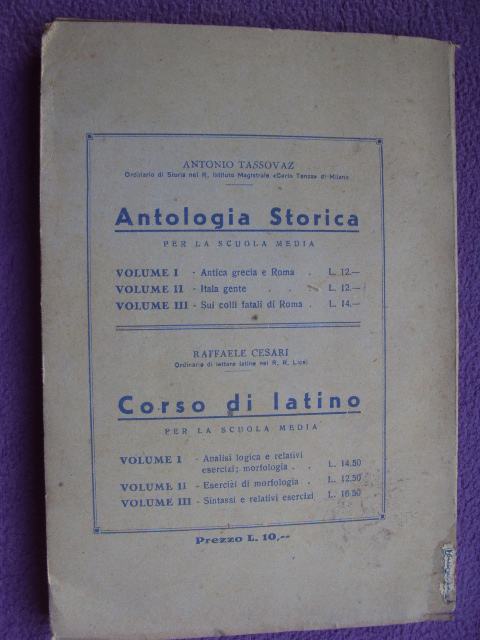 ANTONIO TASSOVAZ
Ordinario di Storia nel R. Istituto Magistrale «Carlo Tenca» di Milano
Antologia Storica
PER LA SCUOLA MEDIA
VOLUME I - Antica grecia e Roma . L. 12.—
VOLUME II - Itala gente . . . L. 12.—
VOLUME III - Sui colli fatali di Roma . L. 14.—
RAFFAELE CESARI
Ordinario di lettere latine nei R. R. Licei
Corso di latino
PER LA SCUOLA MEDIA
VOLUME I - Analisi logica e relativi
esercizi; morfologia . . L. 14.50
VOLUME II - Esercizi di morfologia . L. 12.50
VOLUME III - Sintassi e relativi esercizi L. 16.50
Prezzo L. 10,--